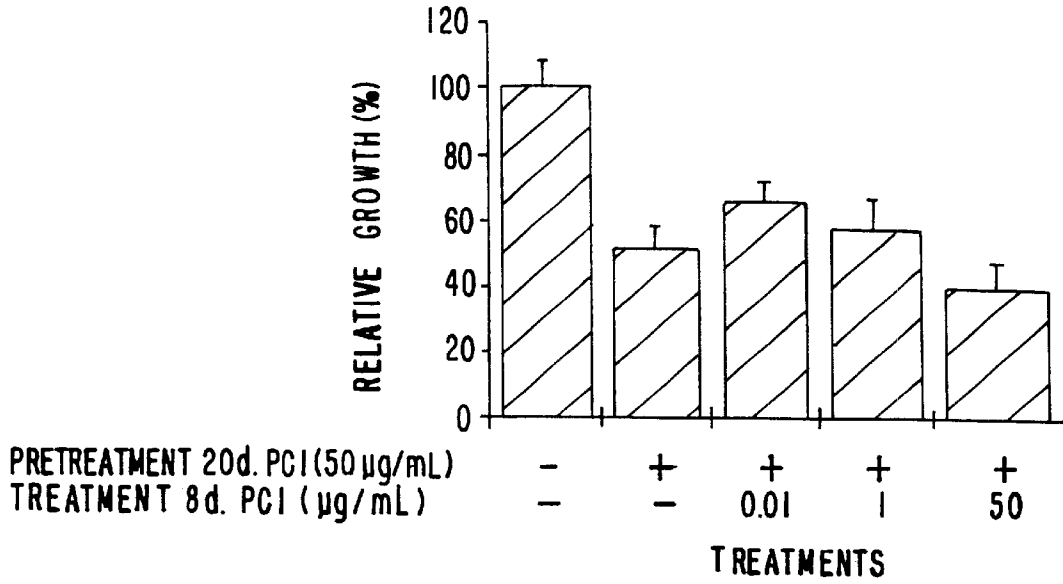 120
100
80
60
40
20
0
RELATIVE GROWTH (%)
PRETREATMENT 20d. PCI (50 µg/mL) - + + + +
TREATMENT 8d. PCI (µg/mL) - - 0.01 1 50
TREATMENTS